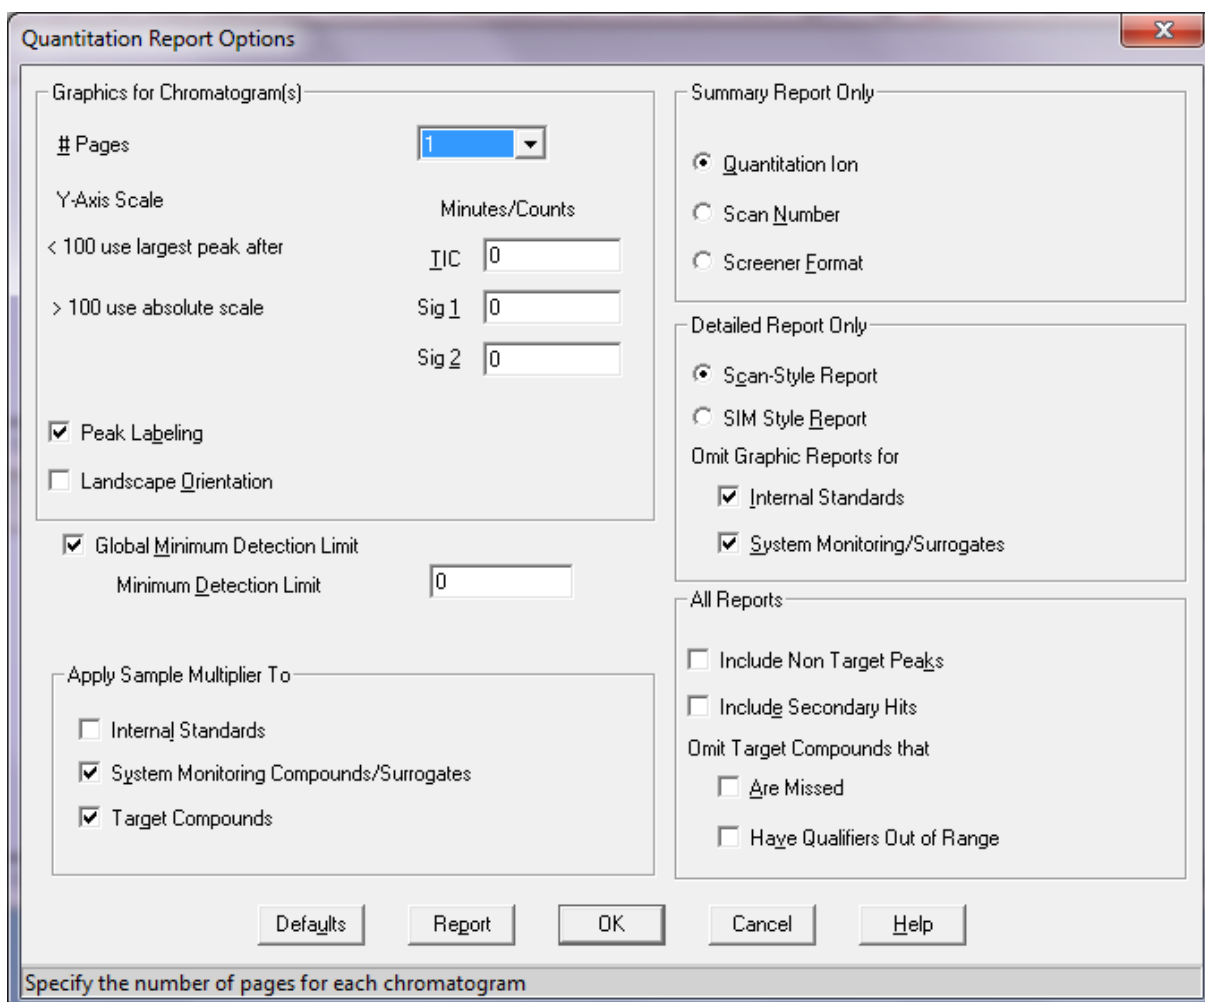 Quantitation Report Options
Graphics for Chromatogram(s)
# Pages
1
Y-Axis Scale
Minutes/Counts
< 100 use largest peak after
TIC
0
> 100 use absolute scale
Sig 1
0
Sig 2
0
Peak Labeling
Landscape Orientation
Global Minimum Detection Limit
Minimum Detection Limit
0
Apply Sample Multiplier To
Internal Standards
System Monitoring Compounds/Surrogates
Target Compounds
Summary Report Only
Quantitation Ion
Scan Number
Screener Format
Detailed Report Only
Scan-Style Report
SIM Style Report
Omit Graphic Reports for
Internal Standards
System Monitoring/Surrogates
All Reports
Include Non Target Peaks
Include Secondary Hits
Omit Target Compounds that
Are Missed
Have Qualifiers Out of Range
Defaults
Report
OK
Cancel
Help
Specify the number of pages for each chromatogram